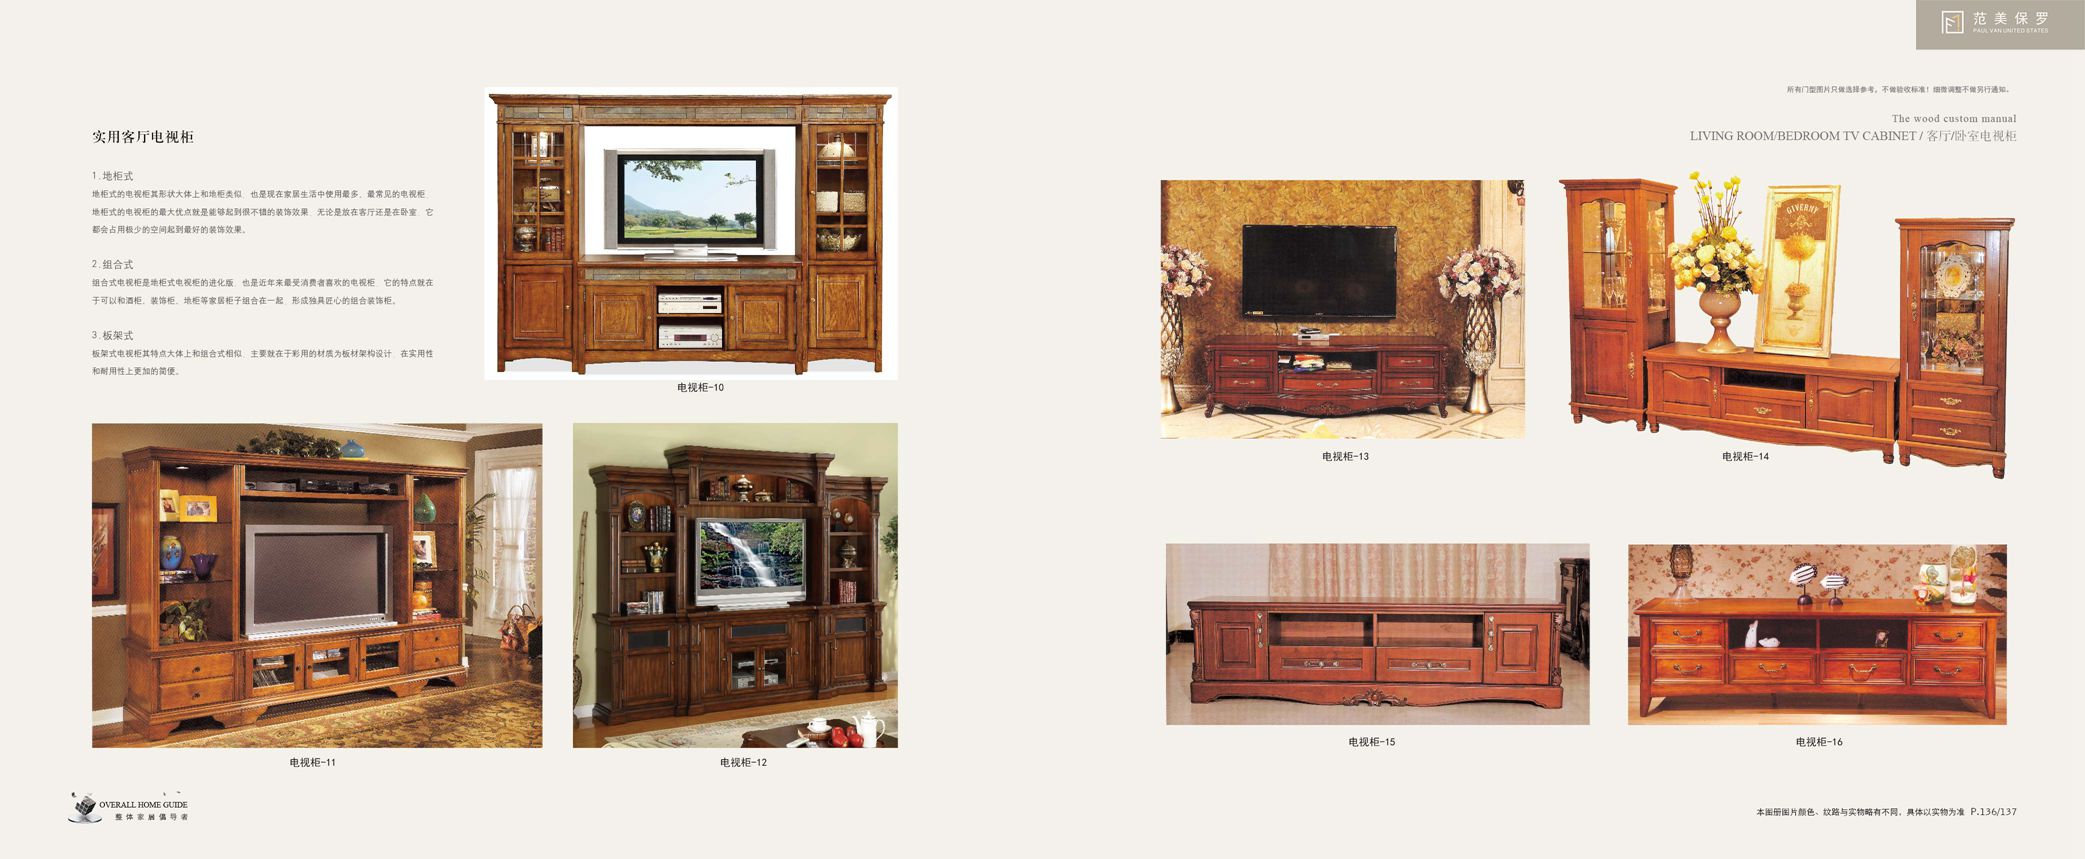 范美保罗
PAUL VAN UNITED STATES
所有门型图片只做选择参考。不做验收标准！细微调整不做另行通知。
The wood custom manual
LIVING ROOM/BEDROOM TV CABINET / 客厅/卧室电视柜
实用客厅电视柜
1.地柜式
地柜式的电视柜其形状大体上和地柜类似，也是现在家居生活中使用最多、最常见的电视柜，
地柜式的电视柜的最大优点就是能够起到很不错的装饰效果，无论是放在客厅还是在卧室，它
都会占用极少的空间起到最好的装饰效果。
2.组合式
组合式电视柜是地柜式电视柜的进化版，也是近年来最受消费者喜欢的电视柜，它的特点就在
于可以和酒柜、装饰柜、地柜等家居柜子组合在一起，形成独具匠心的组合装饰柜。
3.板架式
板架式电视柜其特点大体上和组合式相似，主要就在于彩用的材质为板材架构设计，在实用性
和耐用性上更加的简便。
电视柜-10
电视柜-11
电视柜-12
GIVERNY
电视柜-13
电视柜-14
电视柜-15
电视柜-16
OVERALL HOME GUIDE
整体家居倡导者
本图册图片颜色、纹路与实物略有不同，具体以实物为准 P.136/137